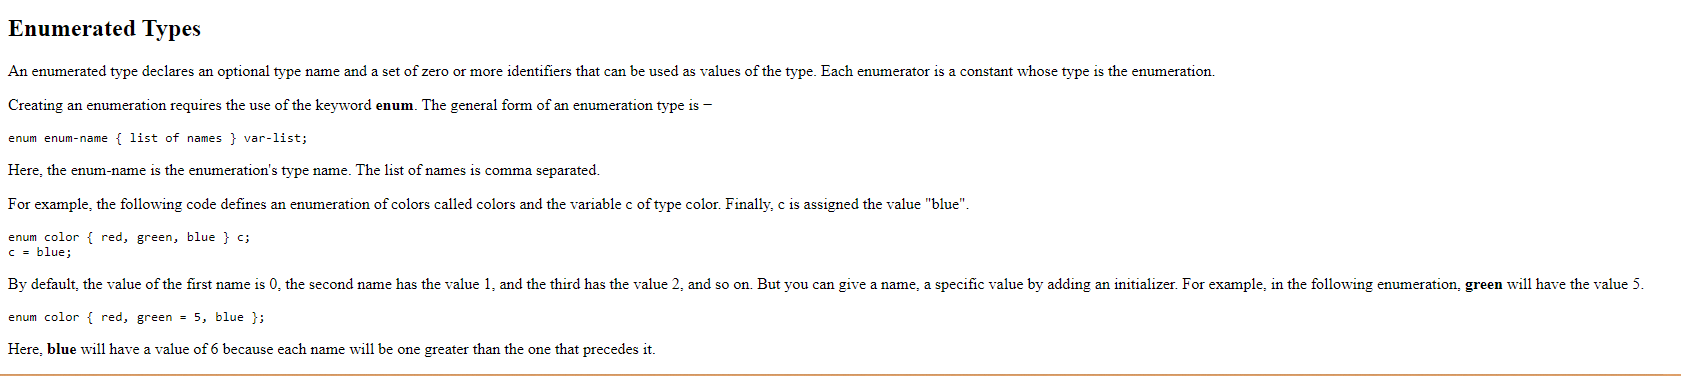 Enumerated Types
An enumerated type declares an optional type name and a set of zero or more identifiers that can be used as values of the type. Each enumerator is a constant whose type is the enumeration.
Creating an enumeration requires the use of the keyword enum. The general form of an enumeration type is −
enum enum-name { list of names } var-list;
Here, the enum-name is the enumeration's type name. The list of names is comma separated.
For example, the following code defines an enumeration of colors called colors and the variable c of type color. Finally, c is assigned the value "blue".
enum color { red, green, blue } c;
c = blue;
By default, the value of the first name is 0, the second name has the value 1, and the third has the value 2, and so on. But you can give a name, a specific value by adding an initializer. For example, in the following enumeration, green will have the value 5.
enum color { red, green = 5, blue };
Here, blue will have a value of 6 because each name will be one greater than the one that precedes it.